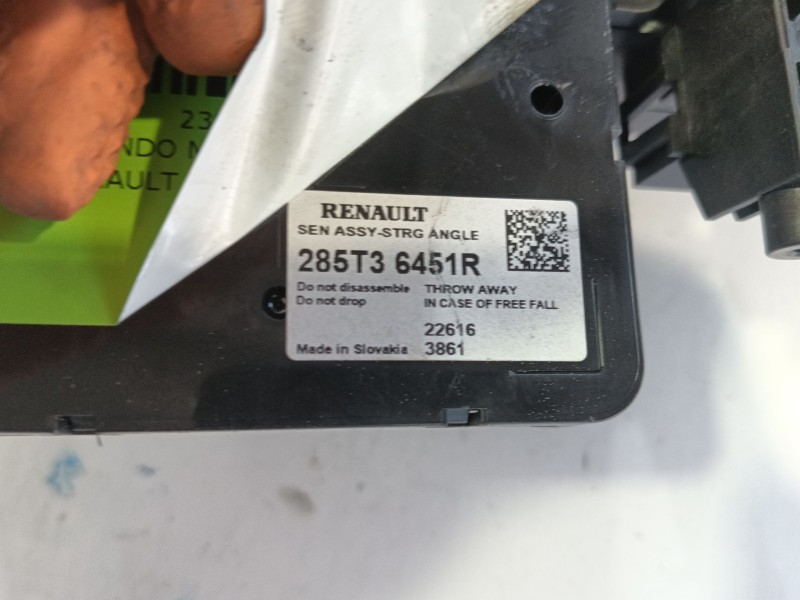 23
NDO
AULT
RENAULT
SEN ASSY-STRG ANGLE
285T3 6451R
Do not disassemble THROW AWAY
Do not drop IN CASE OF FREE FALL
22616
Made in Slovakia 3861